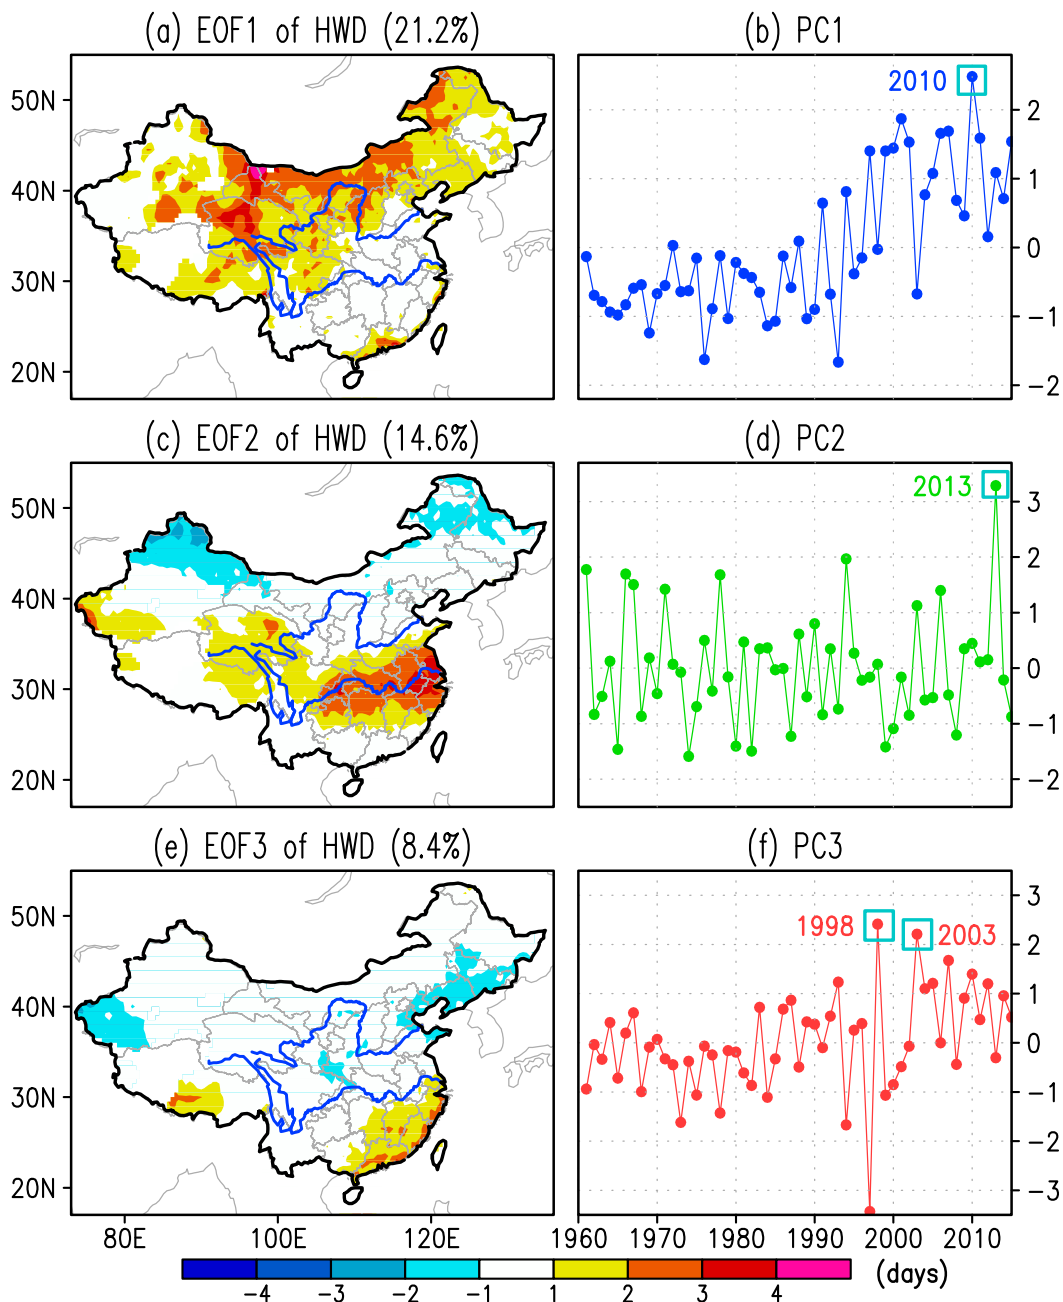 (a) EOF1 of HWD (21.2%)
(b) PC1
50N
40N
30N
20N
2010
2
1
0
-1
-2
(c) EOF2 of HWD (14.6%)
(d) PC2
50N
40N
30N
20N
2013
3
2
1
0
-1
-2
(e) EOF3 of HWD (8.4%)
(f) PC3
50N
40N
30N
20N
1998
2003
3
2
1
0
-1
-2
-3
80E 100E 120E
1960 1970 1980 1990 2000 2010
-4 -3 -2 -1 1 2 3 4
(days)